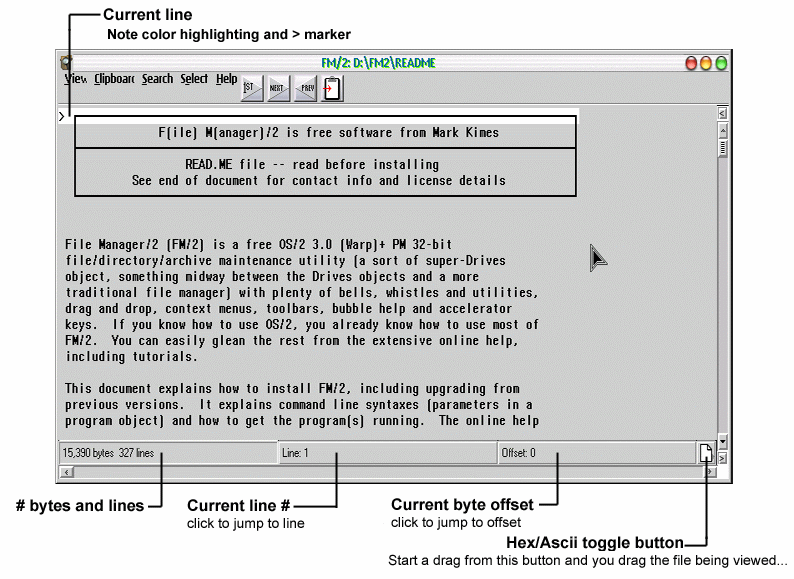 Current line
Note color highlighting and > marker
FM/2: D:\FM2\README
View Clipboard Search Select Help 1ST NEXT PREV
>
F(ile) M(anager)/2 is free software from Mark Kimes
READ.ME file -- read before installing
See end of document for contact info and license details
File Manager/2 (FM/2) is a free OS/2 3.0 (Warp)+ PM 32-bit
file/directory/archive maintenance utility (a sort of super-Drives
object, something midway between the Drives objects and a more
traditional file manager) with plenty of bells, whistles and utilities,
drag and drop, context menus, toolbars, bubble help and accelerator
keys.  If you know how to use OS/2, you already know how to use most of
FM/2.  You can easily glean the rest from the extensive online help,
including tutorials.
This document explains how to install FM/2, including upgrading from
previous versions.  It explains command line syntaxes (parameters in a
program object) and how to get the program(s) running.  The online help
15,390 bytes  327 lines
Line: 1
Offset: 0
# bytes and lines
Current line #
click to jump to line
Current byte offset
click to jump to offset
Hex/Ascii toggle button
Start a drag from this button and you drag the file being viewed...